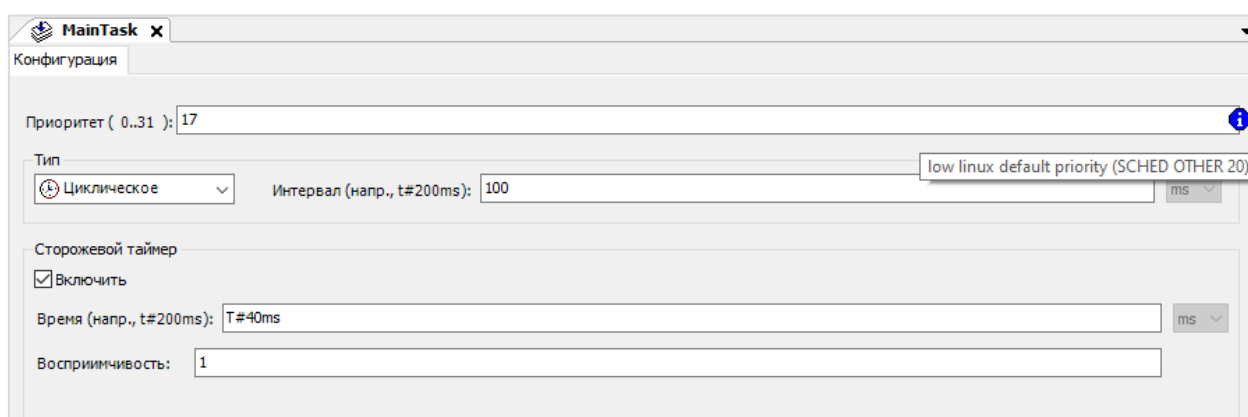 MainTask x
Конфигурация
Приоритет ( 0..31 ): 17
Тип
low linux default priority (SCHED OTHER 20)
Циклическое Интервал (напр., t#200ms): 100 ms
Сторожевой таймер
Включить
Время (напр., t#200ms): T#40ms ms
Восприимчивость: 1